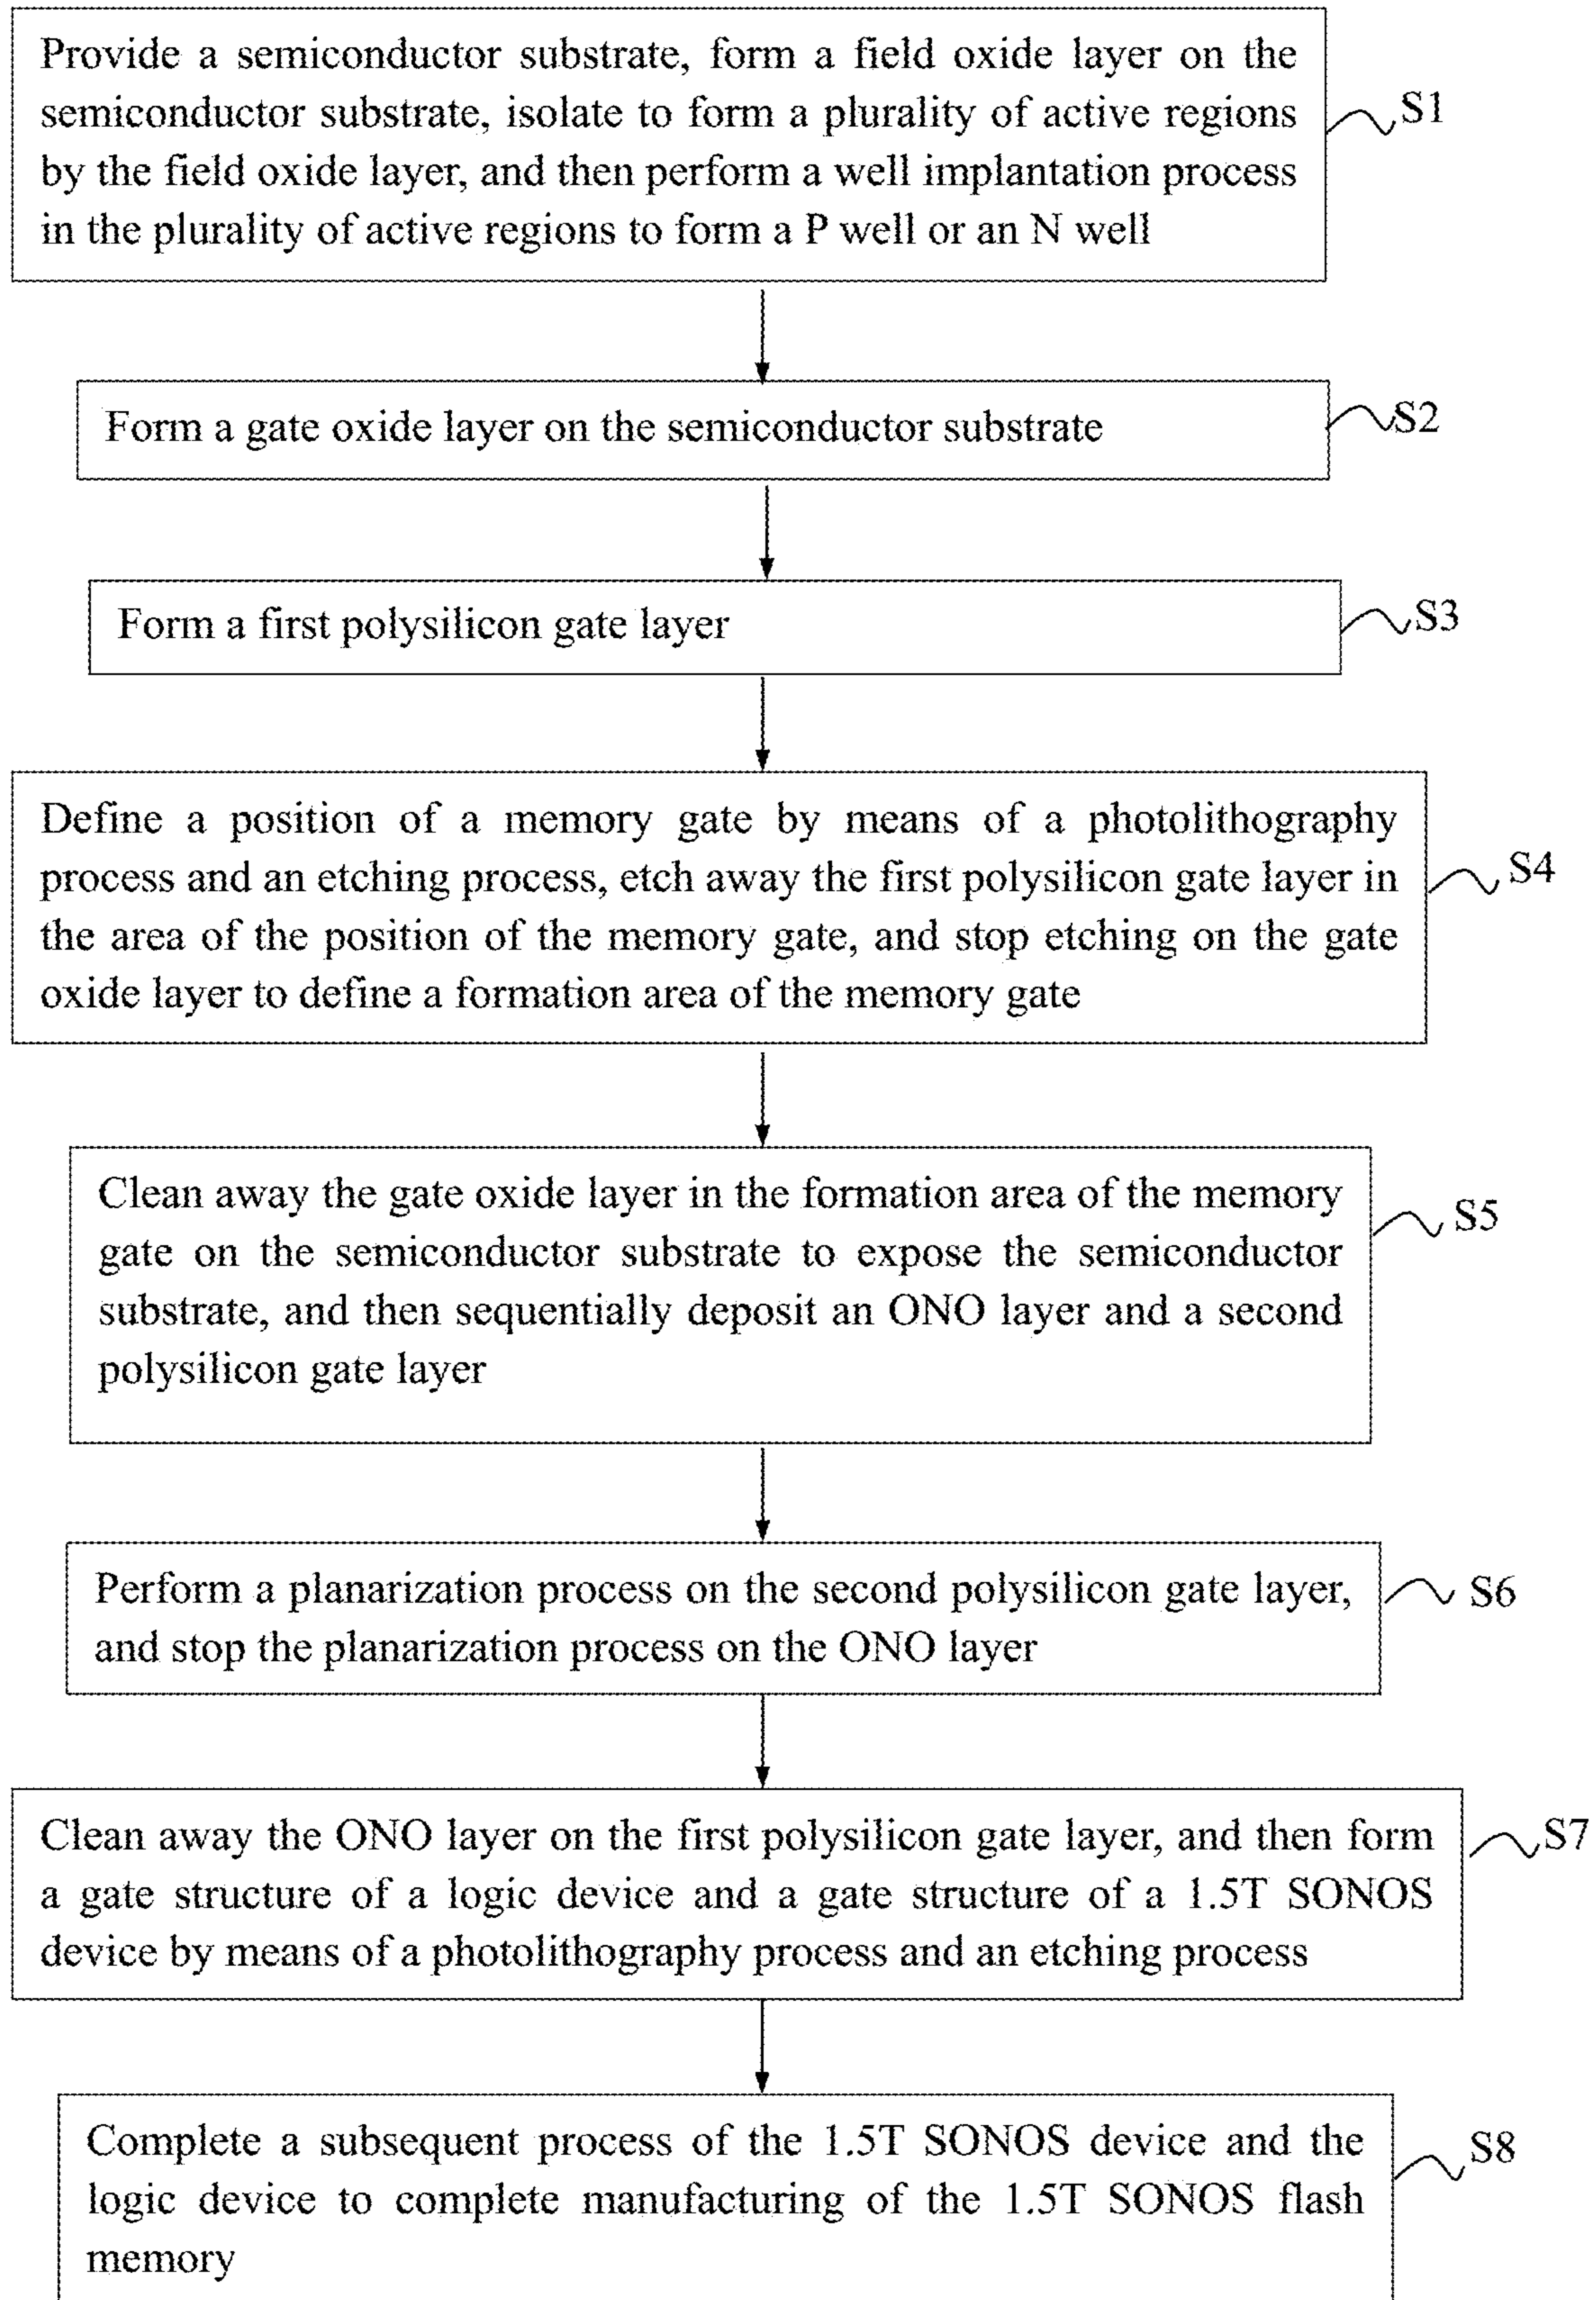 Provide a semiconductor substrate, form a field oxide layer on the
semiconductor substrate, isolate to form a plurality of active regions
by the field oxide layer, and then perform a well implantation process
in the plurality of active regions to form a P well or an N well
S1
Form a gate oxide layer on the semiconductor substrate
S2
Form a first polysilicon gate layer
S3
Define a position of a memory gate by means of a photolithography
process and an etching process, etch away the first polysilicon gate layer in
the area of the position of the memory gate, and stop etching on the gate
oxide layer to define a formation area of the memory gate
S4
Clean away the gate oxide layer in the formation area of the memory
gate on the semiconductor substrate to expose the semiconductor
substrate, and then sequentially deposit an ONO layer and a second
polysilicon gate layer
S5
Perform a planarization process on the second polysilicon gate layer,
and stop the planarization process on the ONO layer
S6
Clean away the ONO layer on the first polysilicon gate layer, and then form
a gate structure of a logic device and a gate structure of a 1.5T SONOS
device by means of a photolithography process and an etching process
S7
Complete a subsequent process of the 1.5T SONOS device and the
logic device to complete manufacturing of the 1.5T SONOS flash
memory
S8